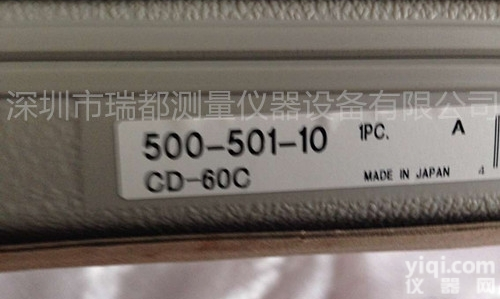 深圳市瑞都测量仪器设备有限公司
500-501-10 1PC. A
CD-60C MADE IN JAPAN 4
yiqi.com
仪器网